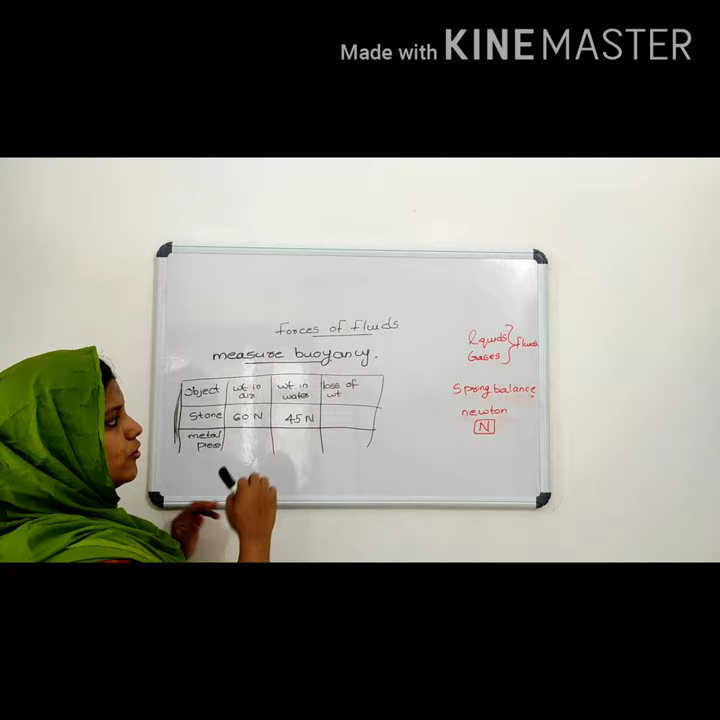 Made with KINEMASTER
Forces of fluids
measure buoyancy.
Object wt in air wt in water loss of wt
Stone 60 N 45 N
metal piece
liquids
Gases
fluids
Spring balance
newton
N